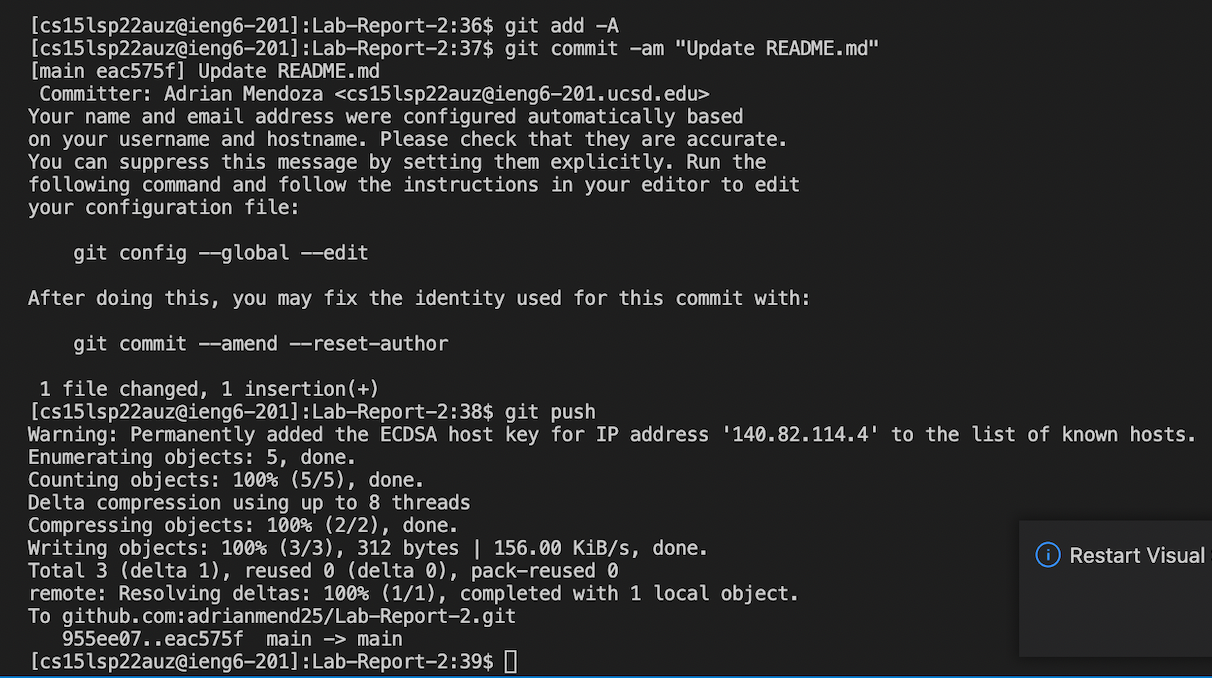 [cs15lsp22auz@ieng6-201]:Lab-Report-2:36$ git add -A
[cs15lsp22auz@ieng6-201]:Lab-Report-2:37$ git commit -am "Update README.md"
[main eac575f] Update README.md
 Committer: Adrian Mendoza <cs15lsp22auz@ieng6-201.ucsd.edu>
Your name and email address were configured automatically based
on your username and hostname. Please check that they are accurate.
You can suppress this message by setting them explicitly. Run the
following command and follow the instructions in your editor to edit
your configuration file:

    git config --global --edit

After doing this, you may fix the identity used for this commit with:

    git commit --amend --reset-author

 1 file changed, 1 insertion(+)
[cs15lsp22auz@ieng6-201]:Lab-Report-2:38$ git push
Warning: Permanently added the ECDSA host key for IP address '140.82.114.4' to the list of known hosts.
Enumerating objects: 5, done.
Counting objects: 100% (5/5), done.
Delta compression using up to 8 threads
Compressing objects: 100% (2/2), done.
Writing objects: 100% (3/3), 312 bytes | 156.00 KiB/s, done.
Total 3 (delta 1), reused 0 (delta 0), pack-reused 0
remote: Resolving deltas: 100% (1/1), completed with 1 local object.
To github.com:adrianmend25/Lab-Report-2.git
   955ee07..eac575f  main -> main
[cs15lsp22auz@ieng6-201]:Lab-Report-2:39$
Restart Visual